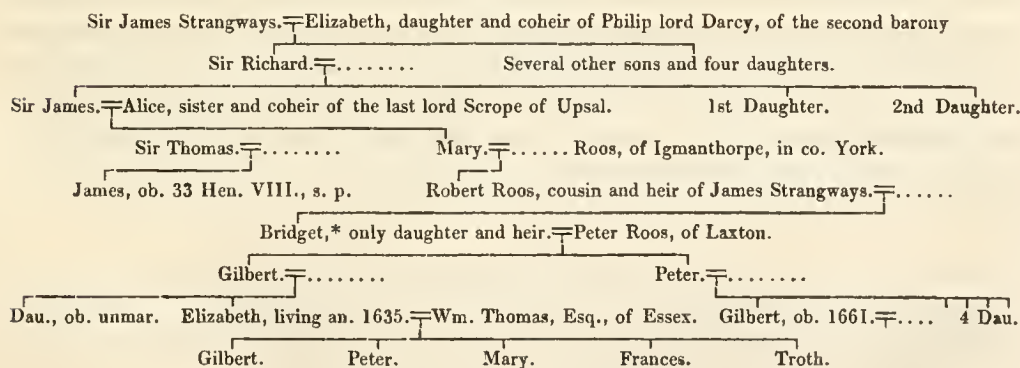 Sir James Strangways.=Elizabeth, daughter and coheir of Philip lord Darcy, of the second barony
Sir Richard.=........ Several other sons and four daughters.
Sir James.=Alice, sister and coheir of the last lord Scrope of Upsal. 1st Daughter. 2nd Daughter.
Sir Thomas.=........ Mary.=...... Roos, of Igmanthorpe, in co. York.
James, ob. 33 Hen. VIII., s. p. Robert Roos, cousin and heir of James Strangways.=......
Bridget,* only daughter and heir.=Peter Roos, of Laxton.
Gilbert.=........ Peter.=........
Dau., ob. unmar. Elizabeth, living an. 1635.=Wm. Thomas, Esq., of Essex. Gilbert, ob. 1661.=.... 4 Dau.
Gilbert. Peter. Mary. Frances. Troth.